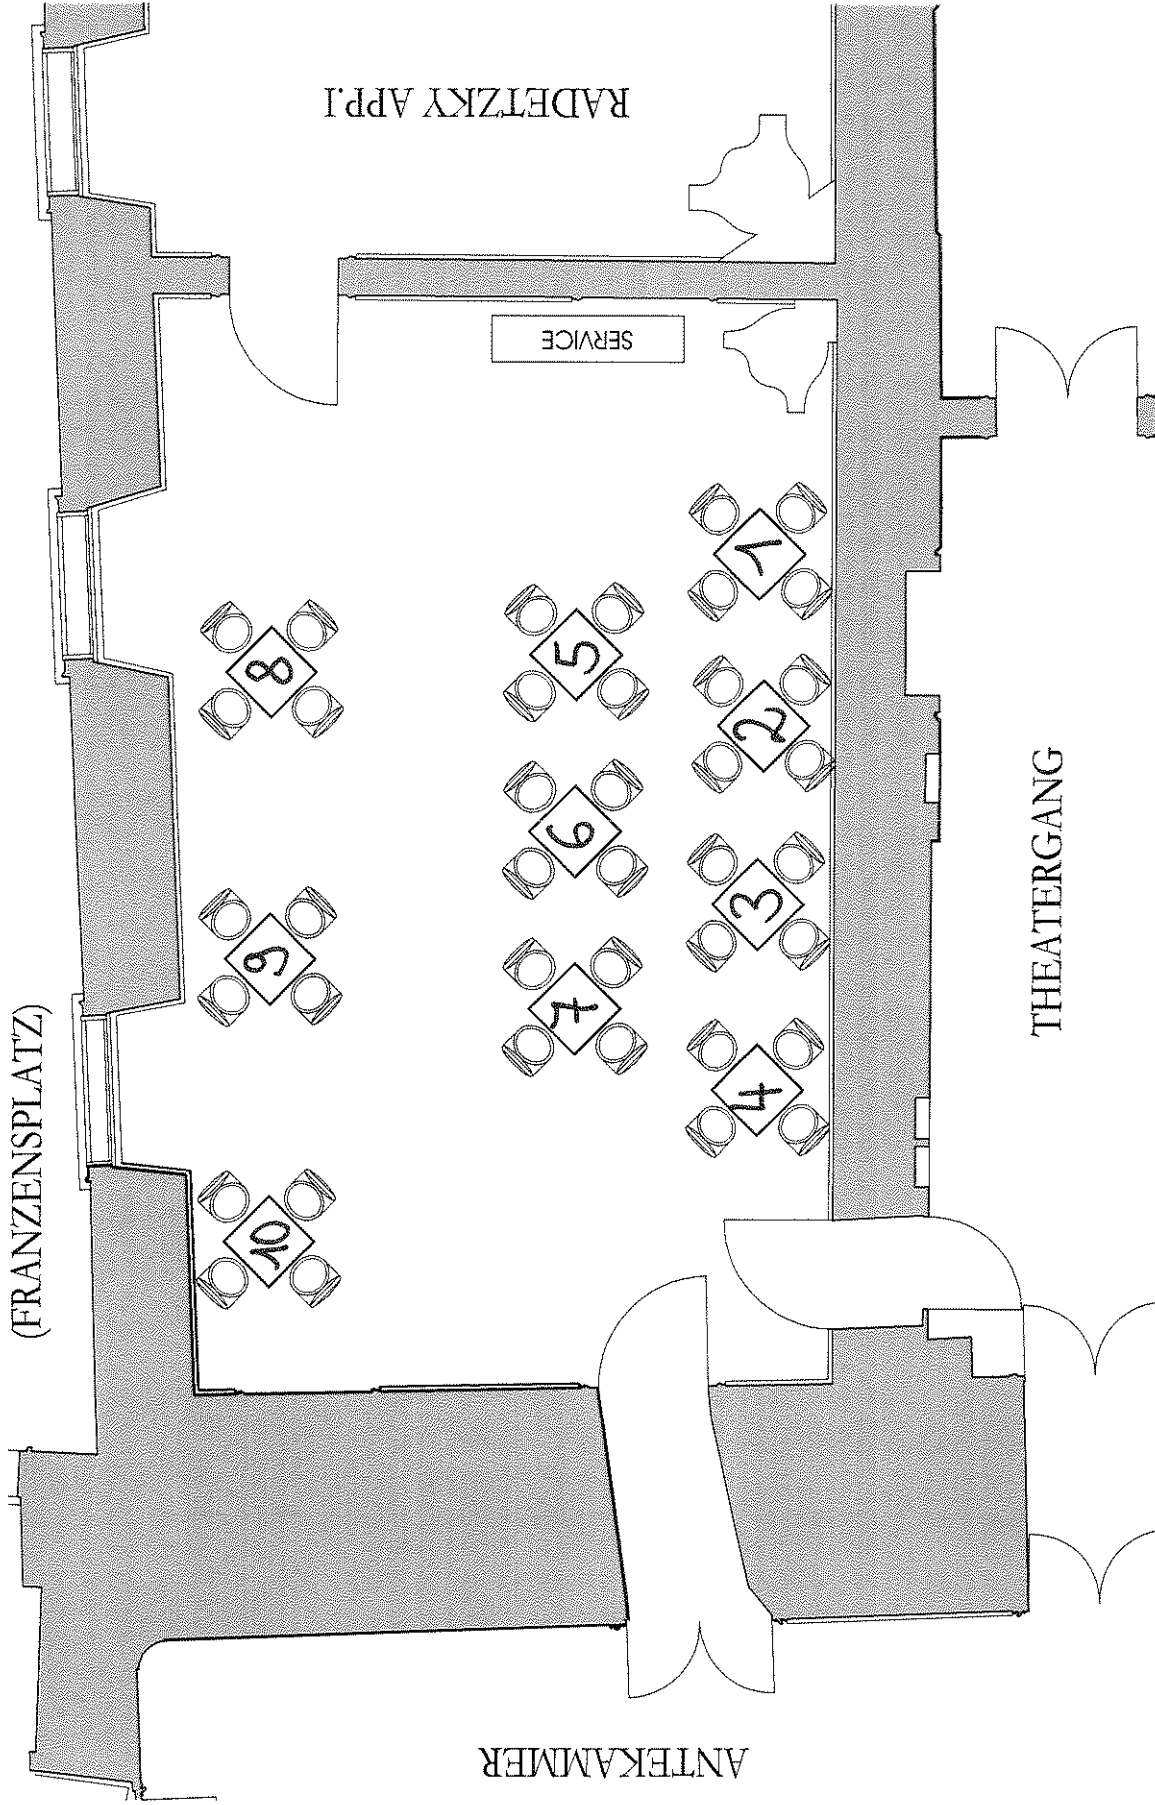 (FRANZENSPLATZ)
RADETZKY APP.I
SERVICE
8
5
1
2
6
9
3
7
4
10
THEATERGANG
ANTEKAMMER